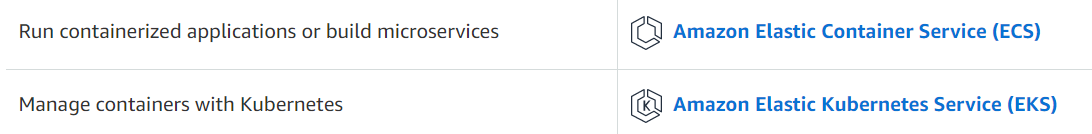 Run containerized applications or build microservices
Amazon Elastic Container Service (ECS)
Manage containers with Kubernetes
K
Amazon Elastic Kubernetes Service (EKS)